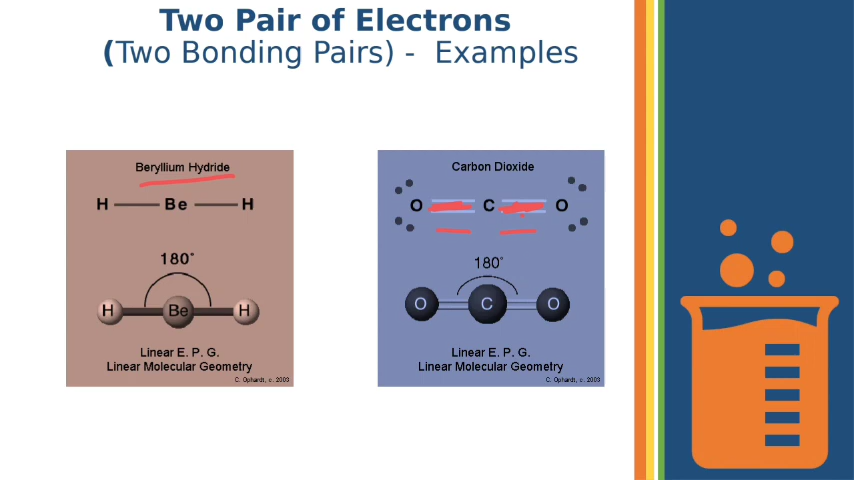 Two Pair of Electrons
(Two Bonding Pairs) - Examples
Beryllium Hydride
H Be H
180°
H Be H
Linear E. P. G.
Linear Molecular Geometry
C. Ophardt, c. 2003
Carbon Dioxide
O C O
180°
O C O
Linear E. P. G.
Linear Molecular Geometry
C. Ophardt, c. 2003